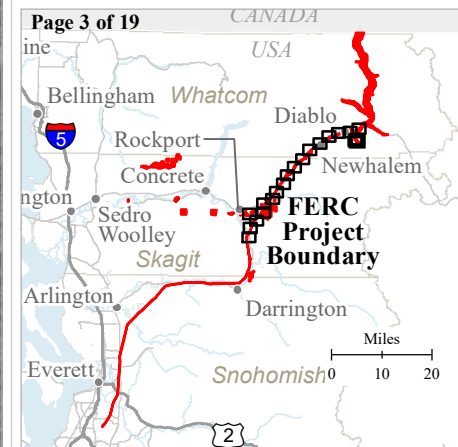 Page 3 of 19
CANADA
USA
ine
Bellingham
Whatcom
5
Diablo
Rockport
Newhalem
Concrete
ngton
Sedro
Woolley
FERC
Project
Boundary
Skagit
Arlington
Darrington
Miles
0 10 20
Everett
Snohomish
2